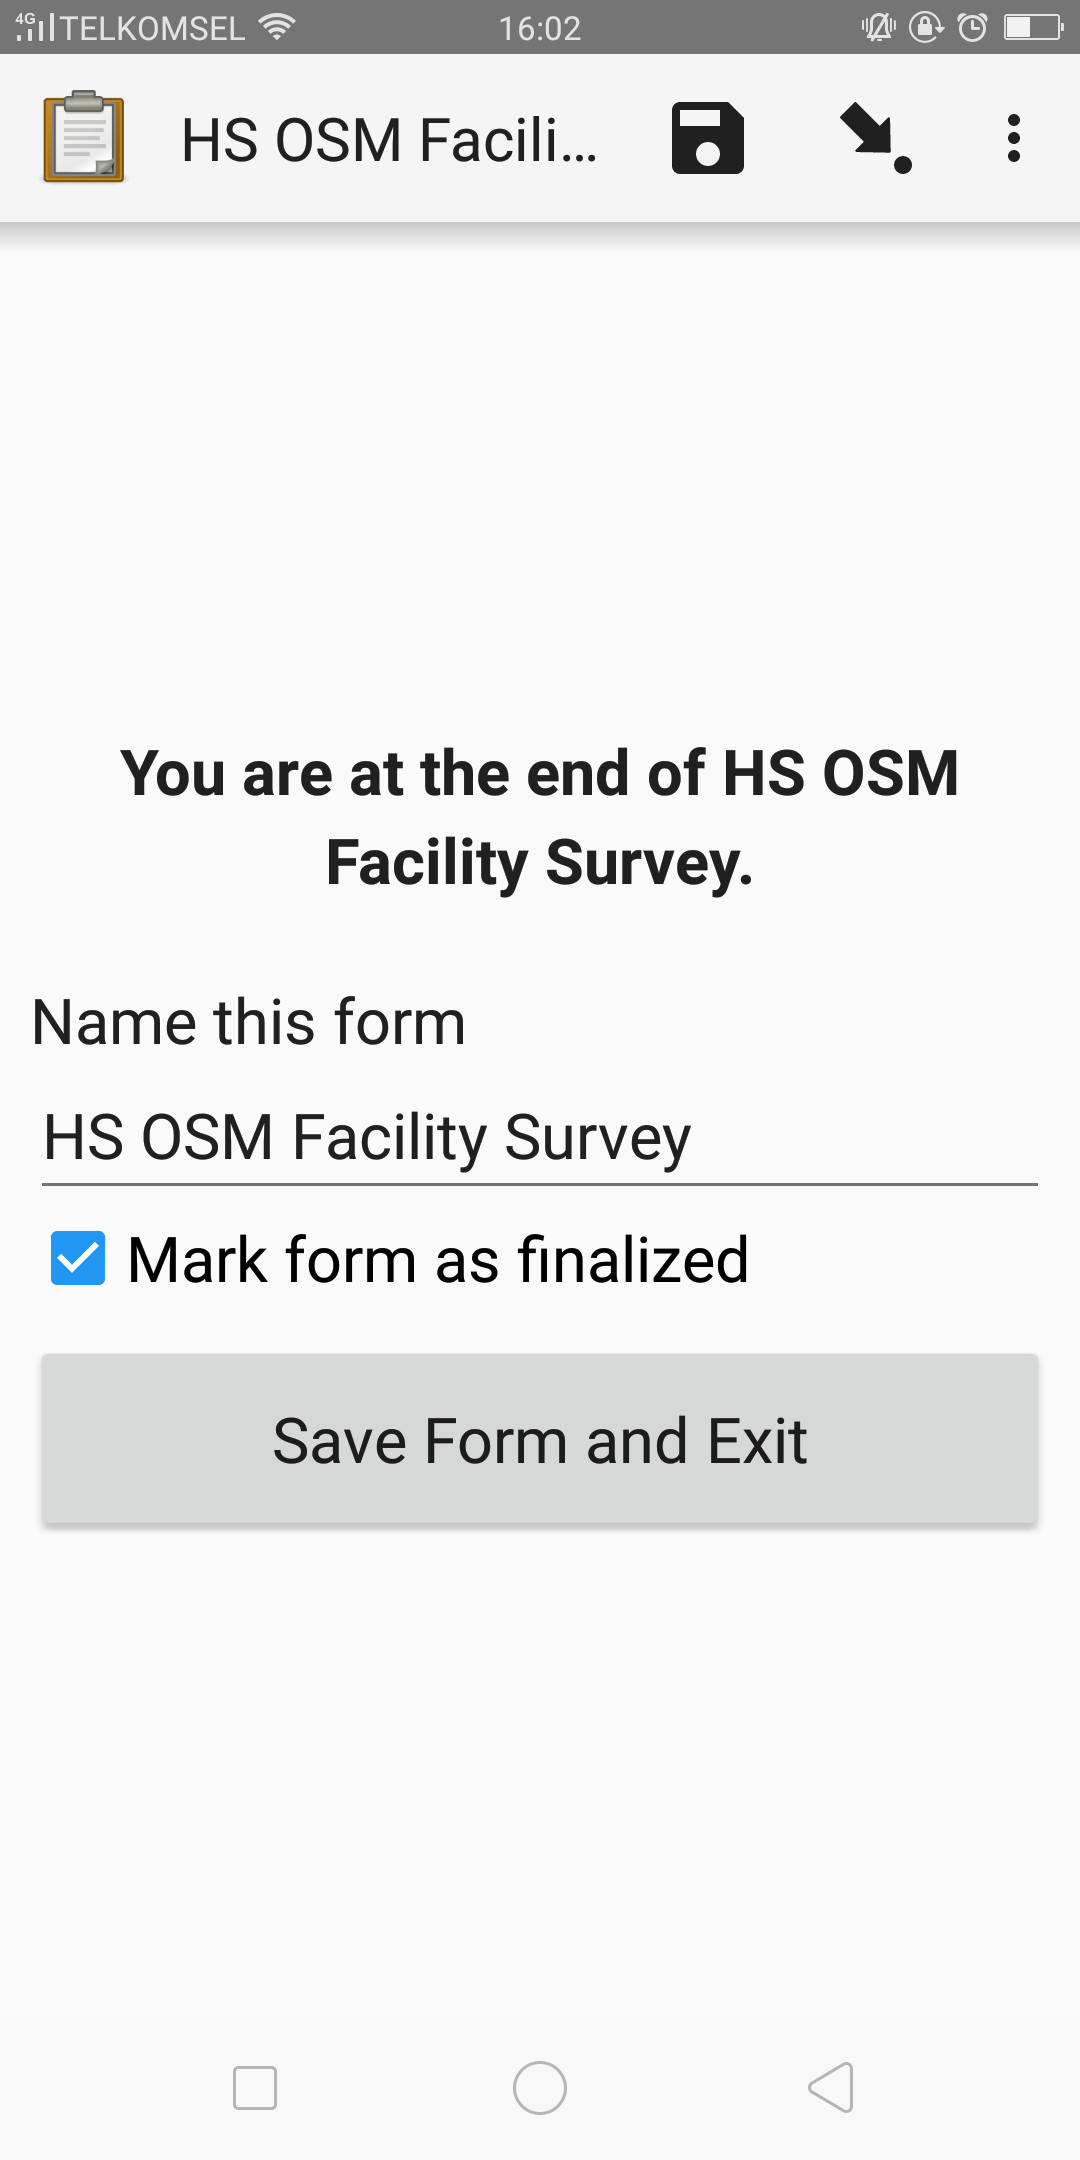 4G TELKOMSEL 16:02
HS OSM Facili...
You are at the end of HS OSM
Facility Survey.
Name this form
HS OSM Facility Survey
Mark form as finalized
Save Form and Exit